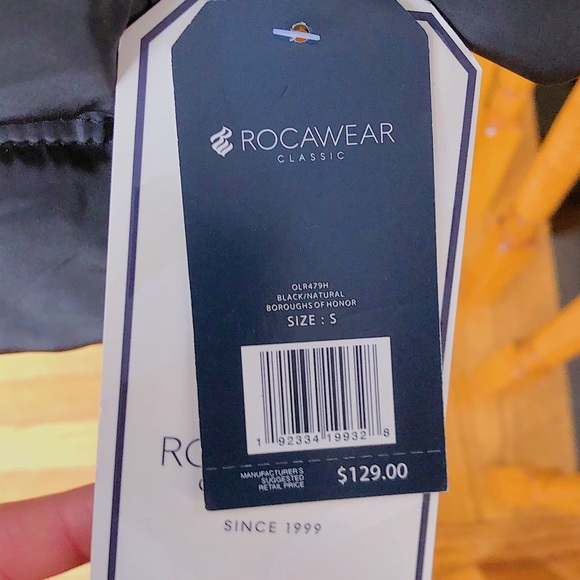 ROCAWEAR
CLASSIC
OLR479H
BLACK/NATURAL
BOROUGHS OF HONOR
SIZE : S
1 92334 19932 8
MANUFACTURER'S
SUGGESTED
RETAIL PRICE
$129.00
RO
SINCE 1999